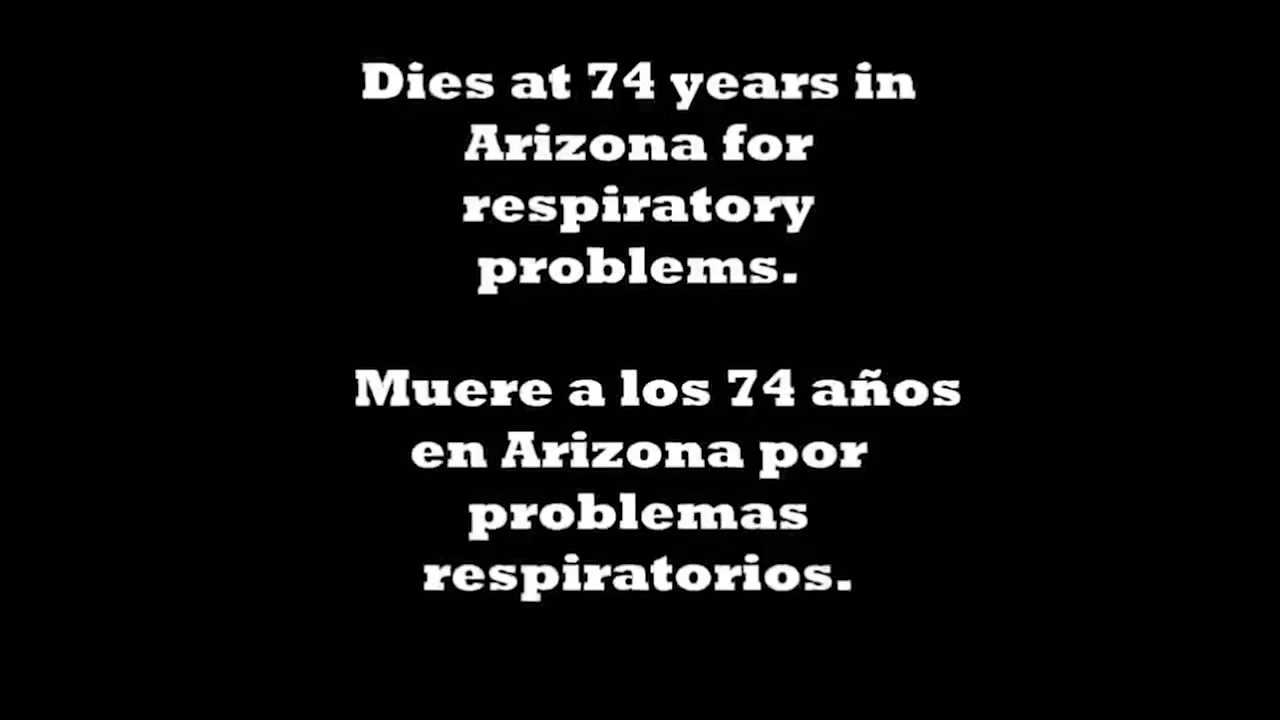 Dies at 74 years in
Arizona for
respiratory
problems.
Muere a los 74 años
en Arizona por
problemas
respiratorios.